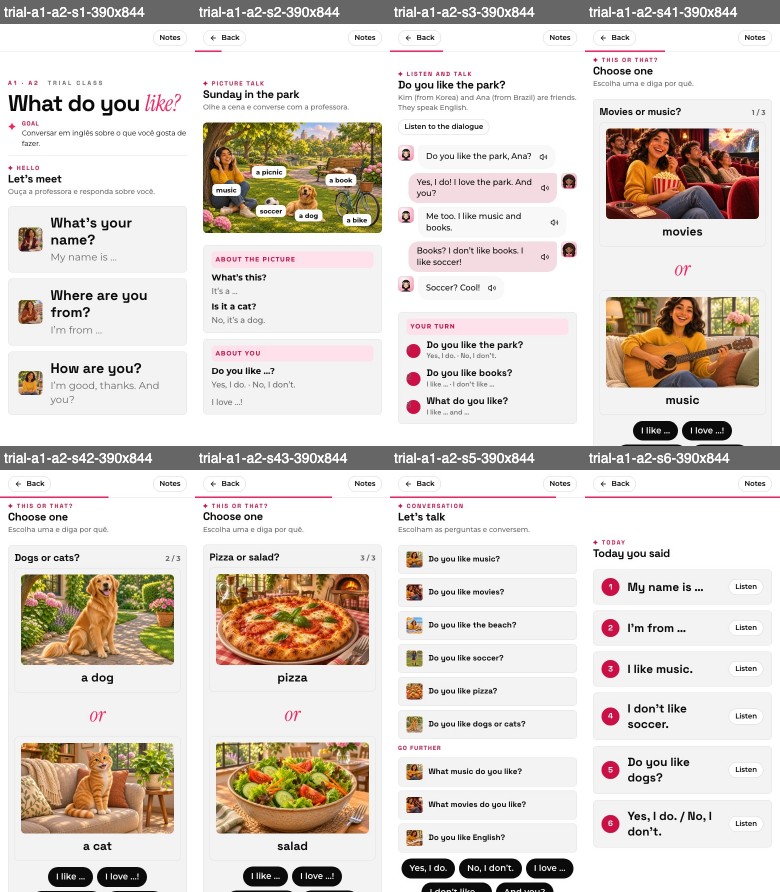 trial-a1-a2-s1-390x844
Notes
A1 · A2 TRIAL CLASS
What do you like?
GOAL
Conversar em inglês sobre o que você gosta de
fazer.
HELLO
Let's meet
Ouça a professora e responda sobre você.
What's your
name?
My name is ...
Where are you
from?
I'm from ...
How are you?
I'm good, thanks. And
you?
trial-a1-a2-s2-390x844
← Back
Notes
PICTURE TALK
Sunday in the park
Olhe a cena e converse com a professora.
a picnic
a book
music
soccer
a dog
a bike
ABOUT THE PICTURE
What's this?
It's a ...
Is it a cat?
No, it's a dog.
ABOUT YOU
Do you like ...?
Yes, I do. · No, I don't.
I love ...!
trial-a1-a2-s3-390x844
← Back
Notes
LISTEN AND TALK
Do you like the park?
Kim (from Korea) and Ana (from Brazil) are friends.
They speak English.
Listen to the dialogue
Do you like the park, Ana?
Yes, I do! I love the park. And
you?
Me too. I like music and
books.
Books? I don't like books. I
like soccer!
Soccer? Cool!
YOUR TURN
Do you like the park?
Yes, I do. · No, I don't.
Do you like books?
I like ... · I don't like ...
What do you like?
I like ... and ...
trial-a1-a2-s41-390x844
← Back
Notes
THIS OR THAT?
Choose one
Escolha uma e diga por quê.
Movies or music?
1 / 3
movies
or
music
I like ...
I love ...!
trial-a1-a2-s42-390x844
← Back
Notes
THIS OR THAT?
Choose one
Escolha uma e diga por quê.
Dogs or cats?
2 / 3
a dog
or
a cat
I like ...
I love ...!
trial-a1-a2-s43-390x844
← Back
Notes
THIS OR THAT?
Choose one
Escolha uma e diga por quê.
Pizza or salad?
3 / 3
pizza
or
salad
I like ...
I love ...!
trial-a1-a2-s5-390x844
← Back
Notes
CONVERSATION
Let's talk
Escolham as perguntas e conversem.
Do you like music?
Do you like movies?
Do you like the beach?
Do you like soccer?
Do you like pizza?
Do you like dogs or cats?
GO FURTHER
What music do you like?
What movies do you like?
Do you like English?
Yes, I do.
No, I don't.
I love ...
I don't like ...
And you?
trial-a1-a2-s6-390x844
← Back
Notes
TODAY
Today you said
1 My name is ... Listen
2 I'm from ... Listen
3 I like music. Listen
4 I don't like
soccer. Listen
5 Do you like
dogs? Listen
6 Yes, I do. / No, I
don't. Listen